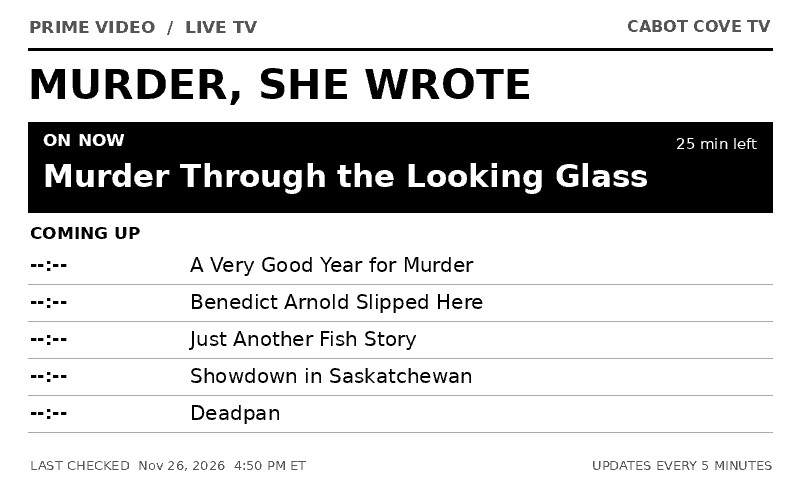 PRIME VIDEO / LIVE TV
CABOT COVE TV
MURDER, SHE WROTE
ON NOW
25 min left
Murder Through the Looking Glass
COMING UP
--:-- A Very Good Year for Murder
--:-- Benedict Arnold Slipped Here
--:-- Just Another Fish Story
--:-- Showdown in Saskatchewan
--:-- Deadpan
LAST CHECKED Nov 26, 2026 4:50 PM ET
UPDATES EVERY 5 MINUTES